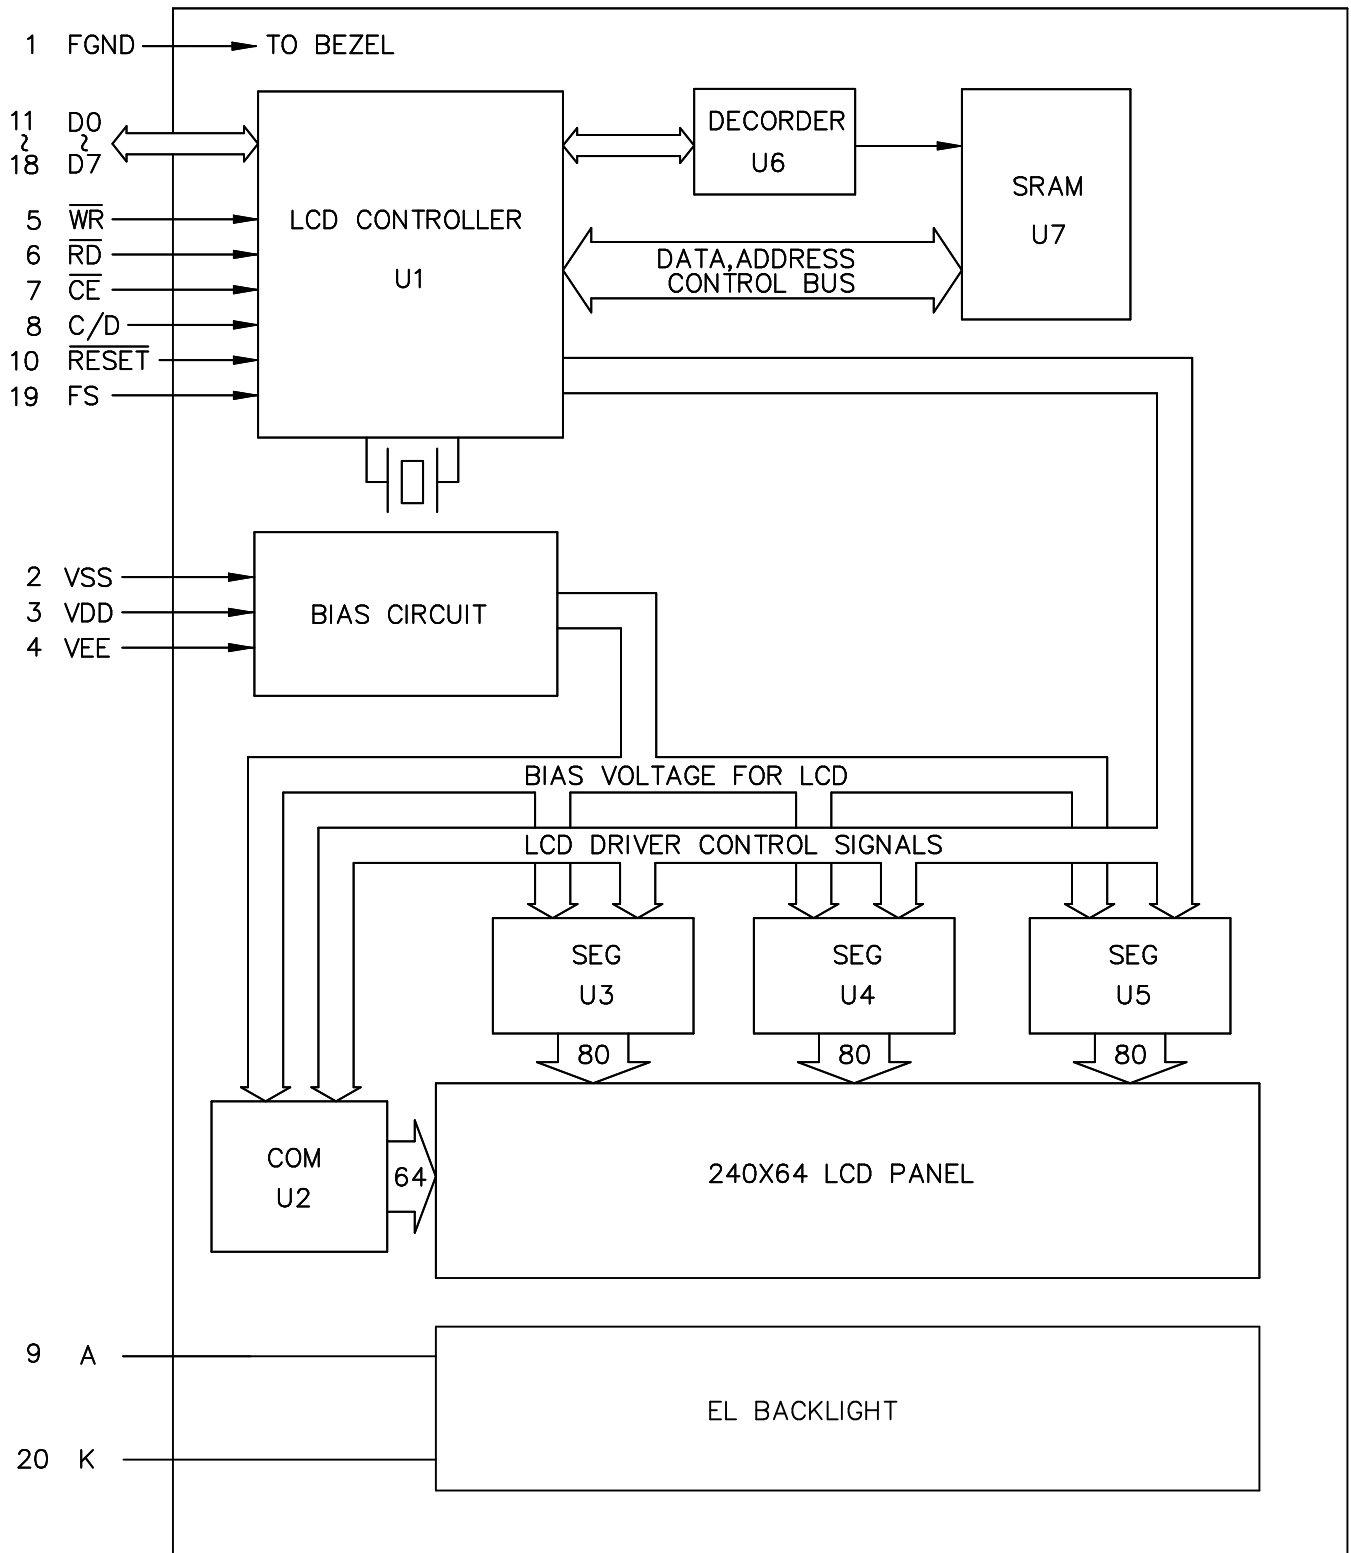 1 FGND TO BEZEL
11 D0
~ ~
18 D7
5 WR
6 RD
7 CE
8 C/D
10 RESET
19 FS
LCD CONTROLLER
U1
DECORDER
U6
SRAM
U7
DATA,ADDRESS
CONTROL BUS
2 VSS
3 VDD
4 VEE
BIAS CIRCUIT
BIAS VOLTAGE FOR LCD
LCD DRIVER CONTROL SIGNALS
SEG
U3
SEG
U4
SEG
U5
80
80
80
COM
U2
64
240X64 LCD PANEL
9 A
20 K
EL BACKLIGHT